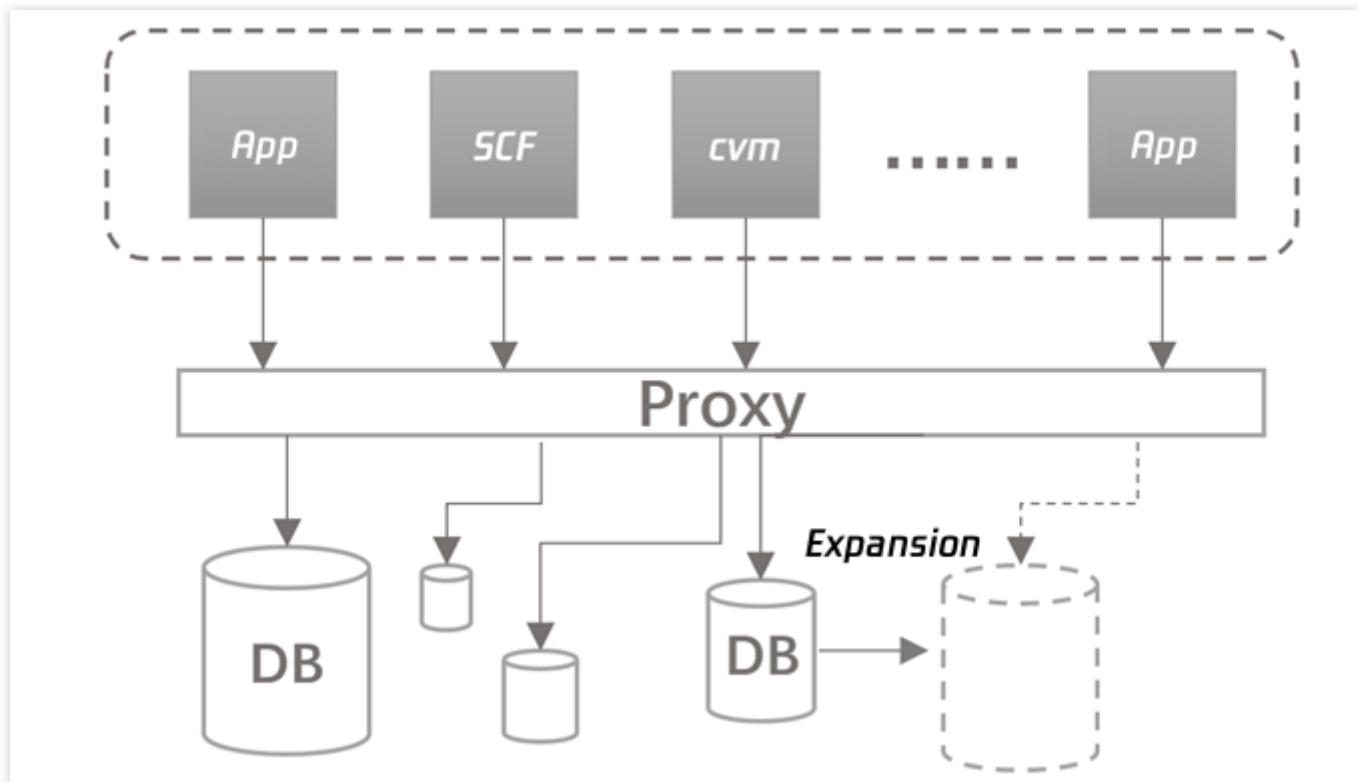 App
SCF
cvm
......
App
Proxy
Expansion
DB
DB